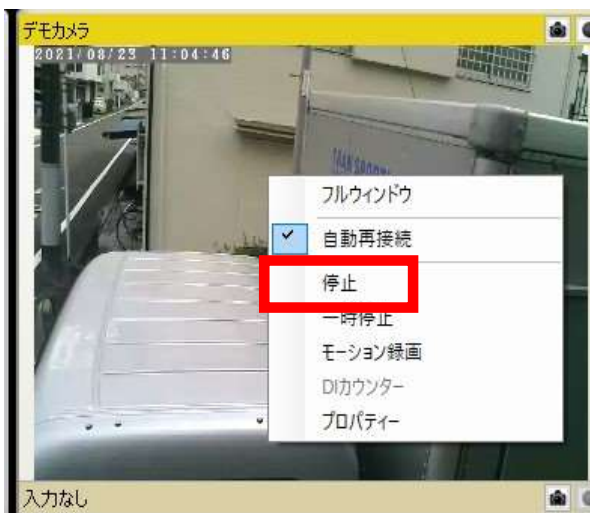 デモカメラ
2021/08/23 11:04:46
フルウィンドウ
自動再接続
停止
一時停止
モーション録画
DIカウンター
プロパティー
入力なし